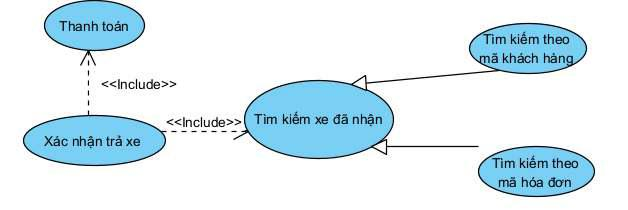 Thanh toán
Tìm kiếm theo
mã khách hàng
<<Include>>
<<Include>>
Tìm kiếm xe đã nhận
Xác nhận trả xe
Tìm kiếm theo
mã hóa đơn